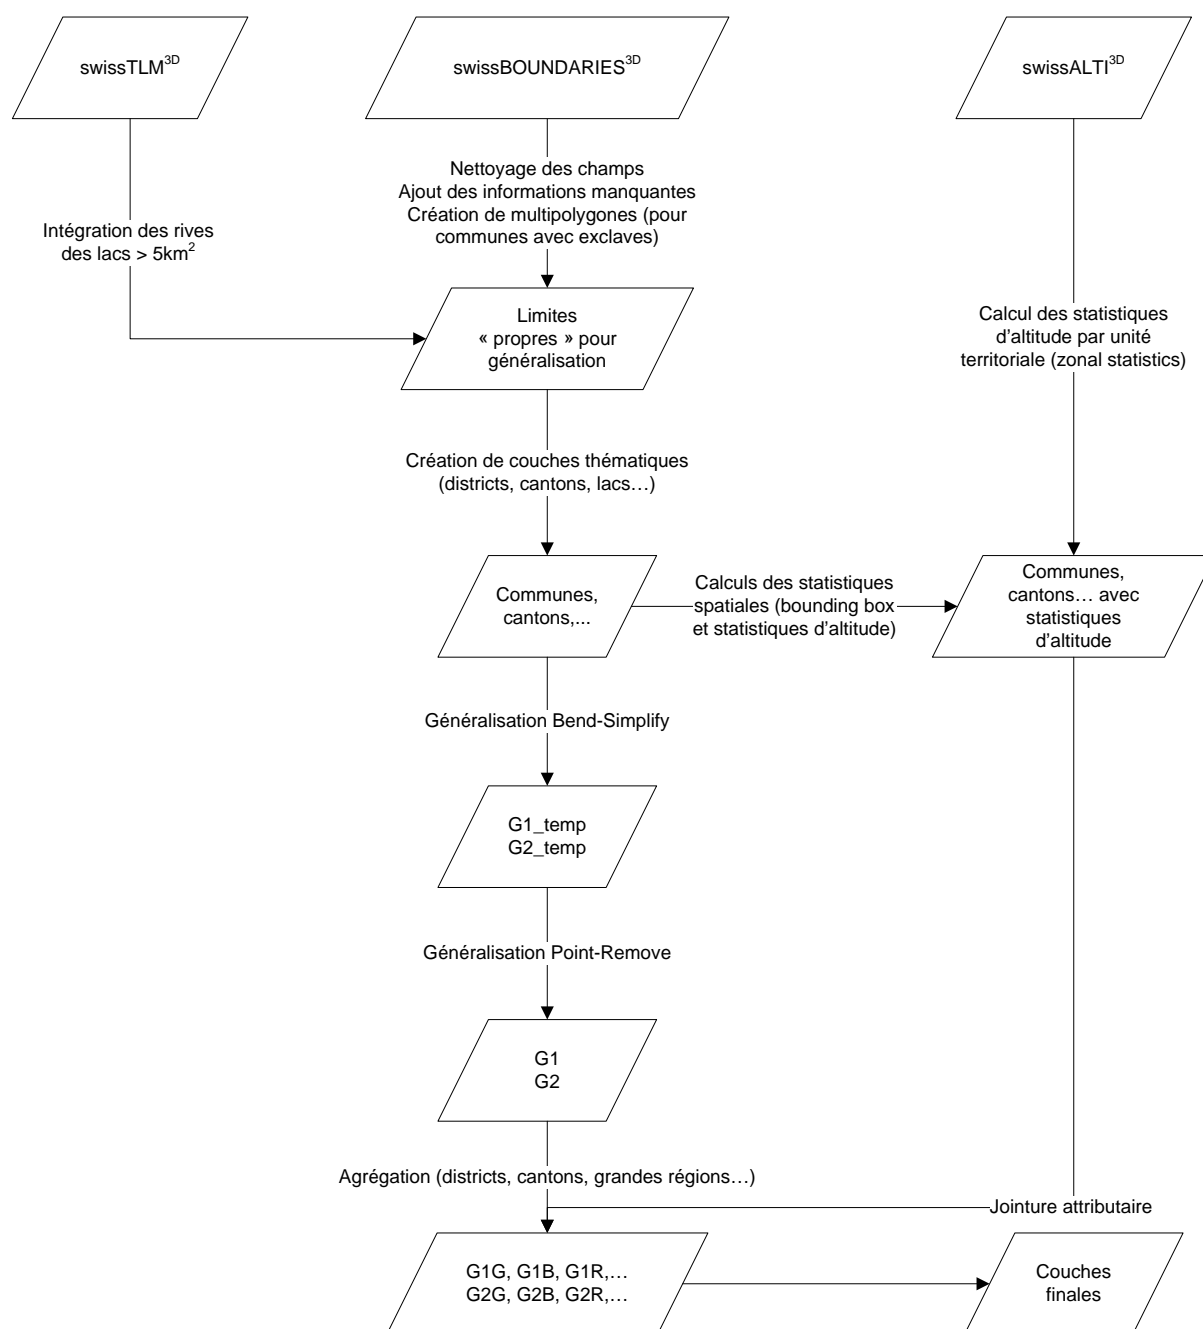 swissTLM3D
swissBOUNDARIES3D
swissALTI3D
Nettoyage des champs
Ajout des informations manquantes
Création de multipolygones (pour
communes avec exclaves)
Intégration des rives
des lacs > 5km2
Limites
« propres » pour
généralisation
Calcul des statistiques
d'altitude par unité
territoriale (zonal statistics)
Création de couches thématiques
(districts, cantons, lacs…)
Communes,
cantons,...
Calculs des statistiques
spatiales (bounding box
et statistiques d'altitude)
Communes,
cantons… avec
statistiques
d'altitude
Généralisation Bend-Simplify
G1_temp
G2_temp
Généralisation Point-Remove
G1
G2
Agrégation (districts, cantons, grandes régions…)
Jointure attributaire
G1G, G1B, G1R,…
G2G, G2B, G2R,…
Couches
finales